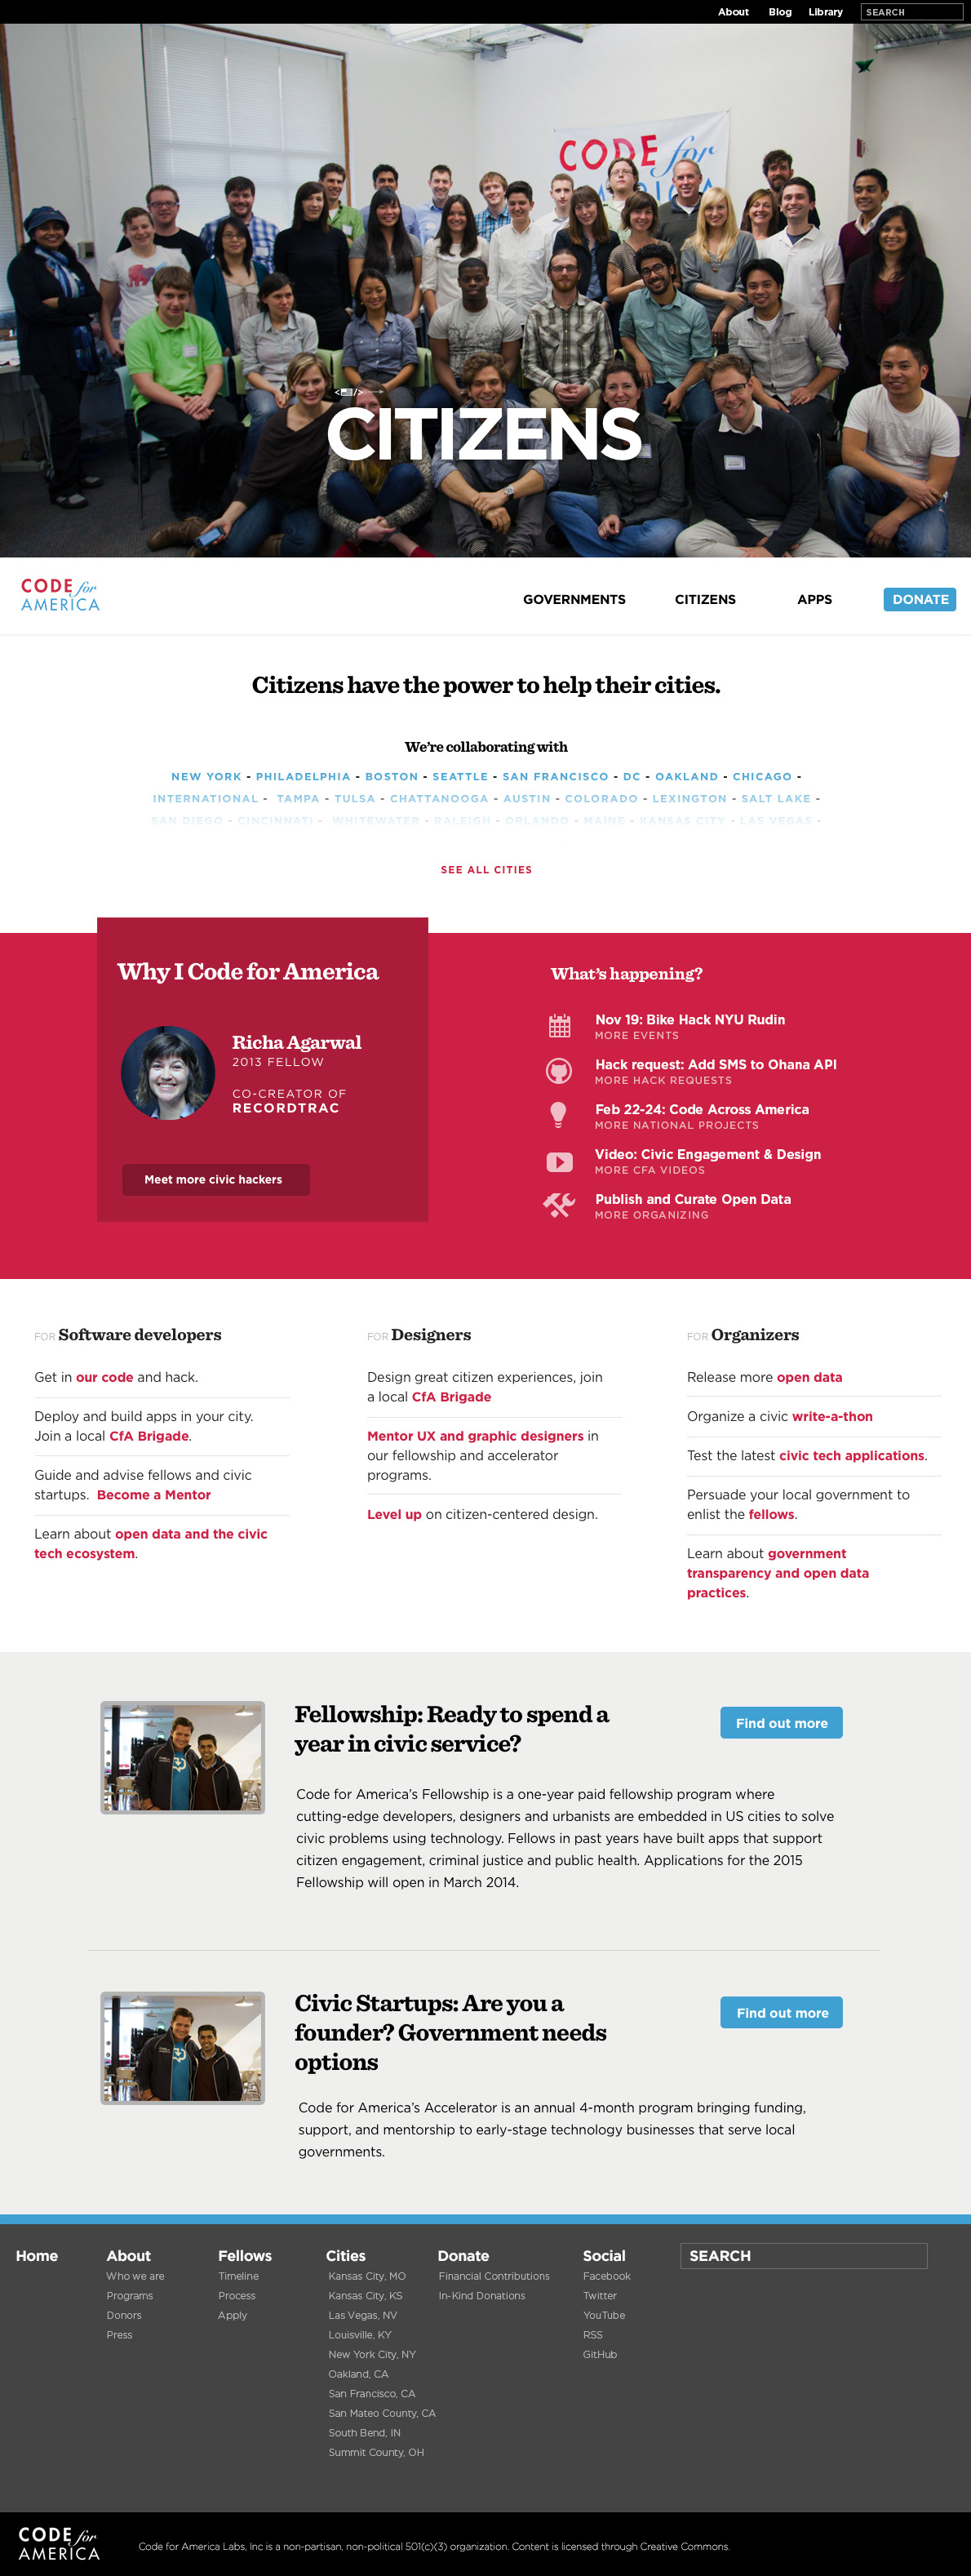 About Blog Library SEARCH
CODE for
AMERICA
CITIZENS
CODE for
AMERICA
GOVERNMENTS CITIZENS APPS DONATE
Citizens have the power to help their cities.
We're collaborating with
NEW YORK - PHILADELPHIA - BOSTON - SEATTLE - SAN FRANCISCO - DC - OAKLAND - CHICAGO -
INTERNATIONAL - TAMPA - TULSA - CHATTANOOGA - AUSTIN - COLORADO - LEXINGTON - SALT LAKE -
SAN DIEGO - CINCINNATI - WHITEWATER - RALEIGH - ORLANDO - MAINE - KANSAS CITY - LAS VEGAS -
SEE ALL CITIES
Why I Code for America
Richa Agarwal
2013 FELLOW
CO-CREATOR OF
RECORDTRAC
Meet more civic hackers
What's happening?
Nov 19: Bike Hack NYU Rudin
MORE EVENTS
Hack request: Add SMS to Ohana API
MORE HACK REQUESTS
Feb 22-24: Code Across America
MORE NATIONAL PROJECTS
Video: Civic Engagement & Design
MORE CFA VIDEOS
Publish and Curate Open Data
MORE ORGANIZING
FOR Software developers
Get in our code and hack.
Deploy and build apps in your city.
Join a local CfA Brigade.
Guide and advise fellows and civic
startups. Become a Mentor
Learn about open data and the civic
tech ecosystem.
FOR Designers
Design great citizen experiences, join
a local CfA Brigade
Mentor UX and graphic designers in
our fellowship and accelerator
programs.
Level up on citizen-centered design.
FOR Organizers
Release more open data
Organize a civic write-a-thon
Test the latest civic tech applications.
Persuade your local government to
enlist the fellows.
Learn about government
transparency and open data
practices.
Fellowship: Ready to spend a
year in civic service?
Find out more
Code for America's Fellowship is a one-year paid fellowship program where
cutting-edge developers, designers and urbanists are embedded in US cities to solve
civic problems using technology. Fellows in past years have built apps that support
citizen engagement, criminal justice and public health. Applications for the 2015
Fellowship will open in March 2014.
Civic Startups: Are you a
founder? Government needs
options
Find out more
Code for America's Accelerator is an annual 4-month program bringing funding,
support, and mentorship to early-stage technology businesses that serve local
governments.
Home
About
Who we are
Programs
Donors
Press
Fellows
Timeline
Process
Apply
Cities
Kansas City, MO
Kansas City, KS
Las Vegas, NV
Louisville, KY
New York City, NY
Oakland, CA
San Francisco, CA
San Mateo County, CA
South Bend, IN
Summit County, OH
Donate
Financial Contributions
In-Kind Donations
Social
Facebook
Twitter
YouTube
RSS
GitHub
SEARCH
CODE for
AMERICA
Code for America Labs, Inc is a non-partisan, non-political 501(c)(3) organization. Content is licensed through Creative Commons.